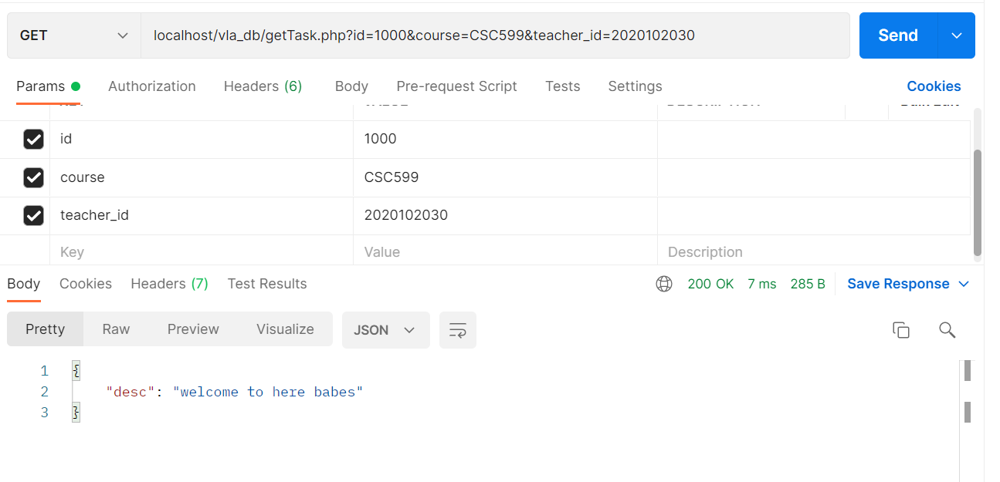 GET localhost/vla_db/getTask.php?id=1000&course=CSC599&teacher_id=2020102030 Send
Params Authorization Headers (6) Body Pre-request Script Tests Settings Cookies
id 1000
course CSC599
teacher_id 2020102030
Key Value Description
Body Cookies Headers (7) Test Results 200 OK 7 ms 285 B Save Response
Pretty Raw Preview Visualize JSON
1 {
2 "desc": "welcome to here babes"
3 }